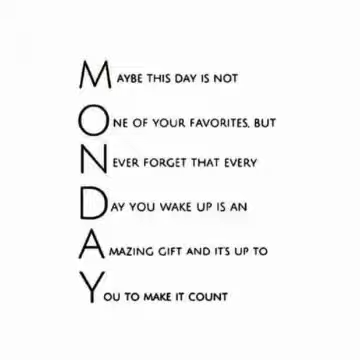 MAYBE THIS DAY IS NOT
ONE OF YOUR FAVORITES, BUT
NEVER FORGET THAT EVERY
DAY YOU WAKE UP IS AN
AMAZING GIFT AND IT'S UP TO
YOU TO MAKE IT COUNT